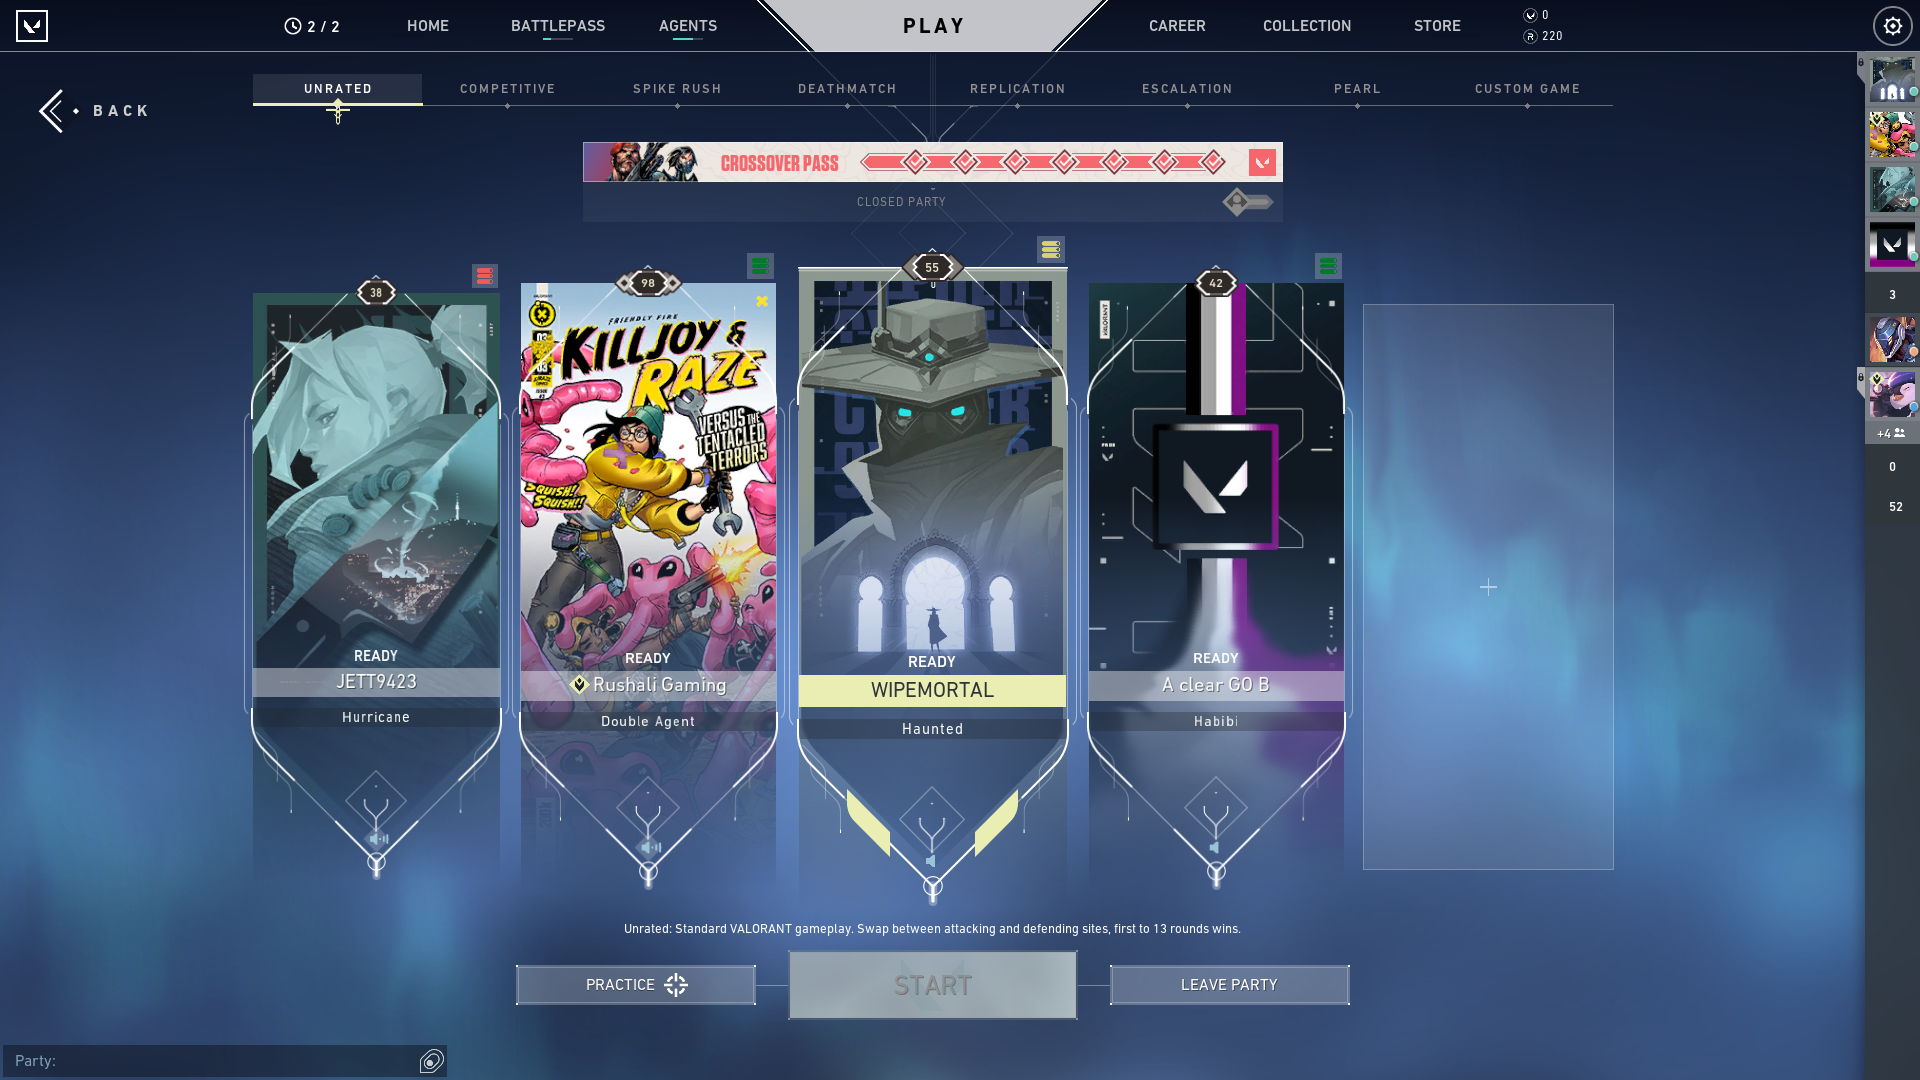 2 / 2
HOME
BATTLEPASS
AGENTS
PLAY
CAREER
COLLECTION
STORE
0
220
BACK
UNRATED
COMPETITIVE
SPIKE RUSH
DEATHMATCH
REPLICATION
ESCALATION
PEARL
CUSTOM GAME
CROSSOVER PASS
CLOSED PARTY
38
98
55
42
FRIENDLY FIRE
KILLJOY &
RAZE
VERSUS THE
TENTACLED
TERRORS
SQUISH!
SQUISH!!
VALORANT
READY
JETT9423
Hurricane
READY
Rushali Gaming
Double Agent
READY
WIPEMORTAL
Haunted
READY
A clear GO B
Habibi
3
+4
0
52
Unrated: Standard VALORANT gameplay. Swap between attacking and defending sites, first to 13 rounds wins.
PRACTICE
START
LEAVE PARTY
Party: